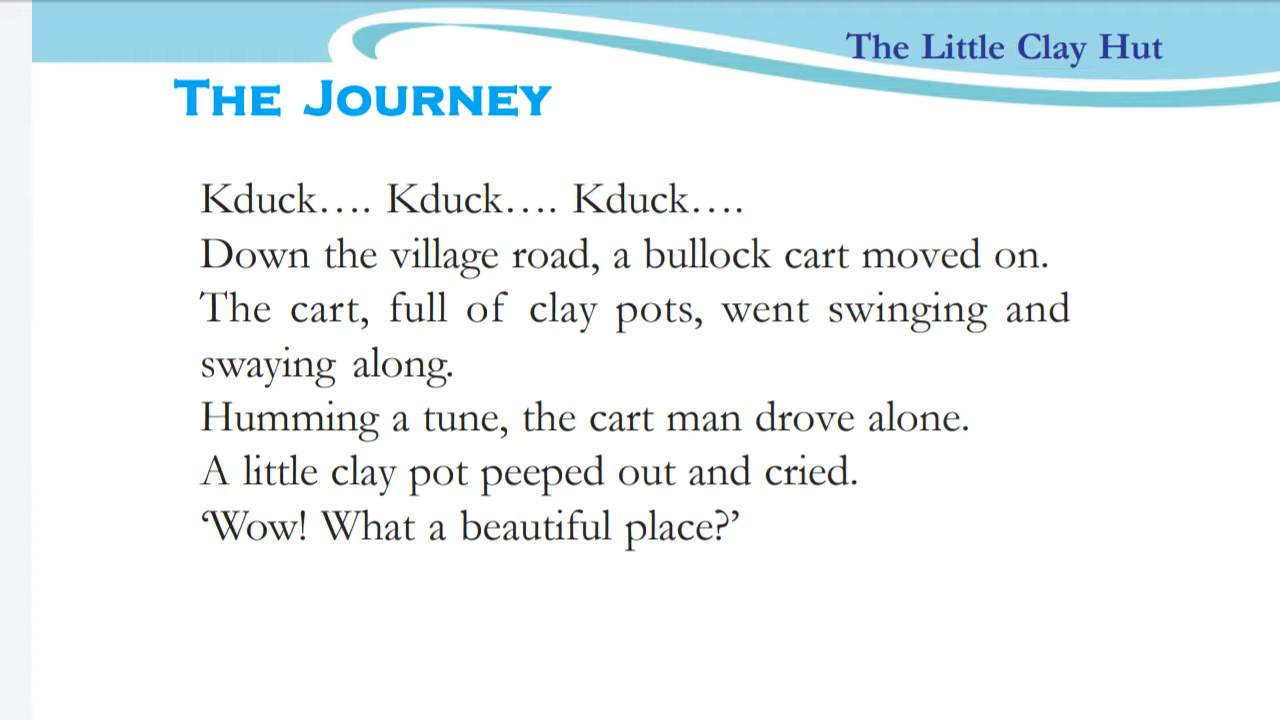 The Little Clay Hut
THE JOURNEY
Kduck…. Kduck…. Kduck….
Down the village road, a bullock cart moved on.
The cart, full of clay pots, went swinging and
swaying along.
Humming a tune, the cart man drove alone.
A little clay pot peeped out and cried.
‘Wow! What a beautiful place?’